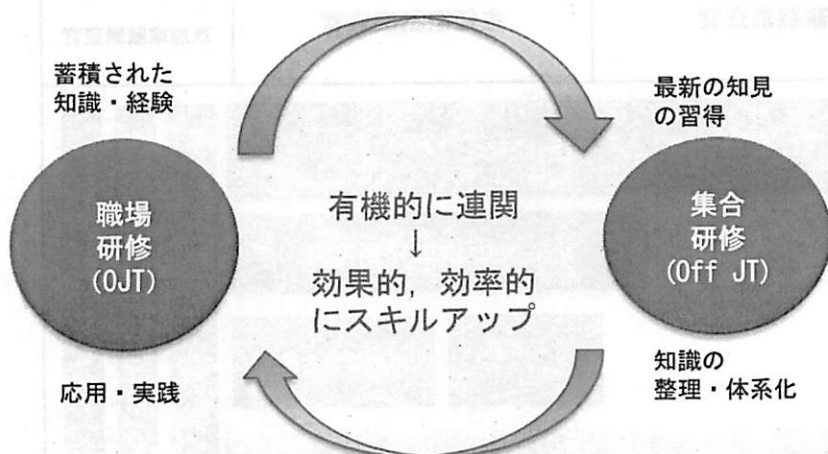 蓄積された
知識・経験
最新の知見
の習得
職場
研修
(OJT)
有機的に連関
↓
効果的，効率的
にスキルアップ
集合
研修
(Off JT)
応用・実践
知識の
整理・体系化